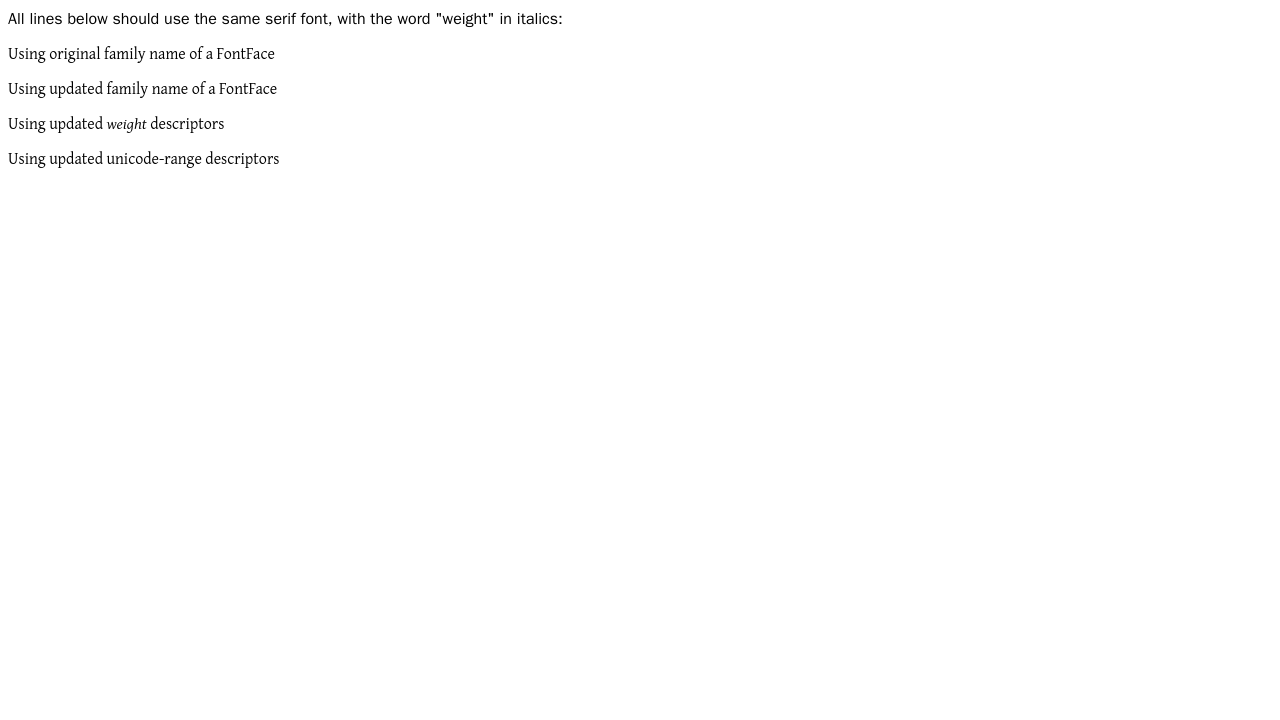 All lines below should use the same serif font, with the word "weight" in italics:
Using original family name of a FontFace
Using updated family name of a FontFace
Using updated weight descriptors
Using updated unicode-range descriptors